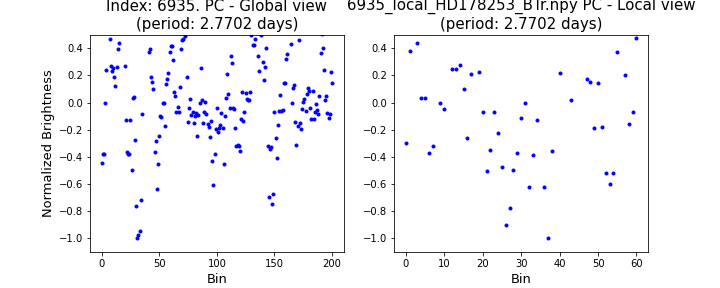 Index: 6935. PC - Global view
(period: 2.7702 days)
6935_local_HD178253_BTr.npy PC - Local view
(period: 2.7702 days)
Normalized Brightness
0.4
0.2
0.0
−0.2
−0.4
−0.6
−0.8
−1.0
0 50 100 150 200
Bin
0.4
0.2
0.0
−0.2
−0.4
−0.6
−0.8
−1.0
0 10 20 30 40 50 60
Bin